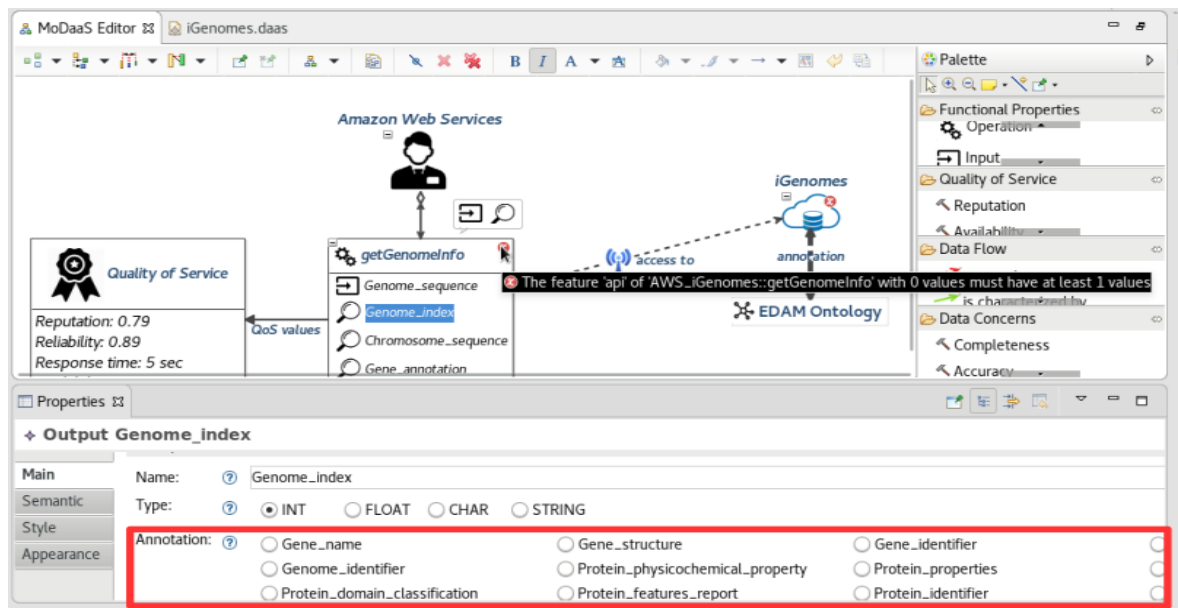 MoDaaS Editor
iGenomes.daas
B I A
Palette
Functional Properties
Operation
Input
Quality of Service
Reputation
Availability
Data Flow
is characterized by
Data Concerns
Completeness
Accuracy
Amazon Web Services
iGenomes
getGenomeInfo
access to
annotation
The feature 'api' of 'AWS_iGenomes::getGenomeInfo' with 0 values must have at least 1 values
Quality of Service
Genome_sequence
Genome_index
Chromosome_sequence
Gene_annotation
EDAM Ontology
QoS values
Reputation: 0.79
Reliability: 0.89
Response time: 5 sec
Properties
Output Genome_index
Main
Semantic
Style
Appearance
Name: Genome_index
Type: INT FLOAT CHAR STRING
Annotation: Gene_name Gene_structure Gene_identifier
Genome_identifier Protein_physicochemical_property Protein_properties
Protein_domain_classification Protein_features_report Protein_identifier